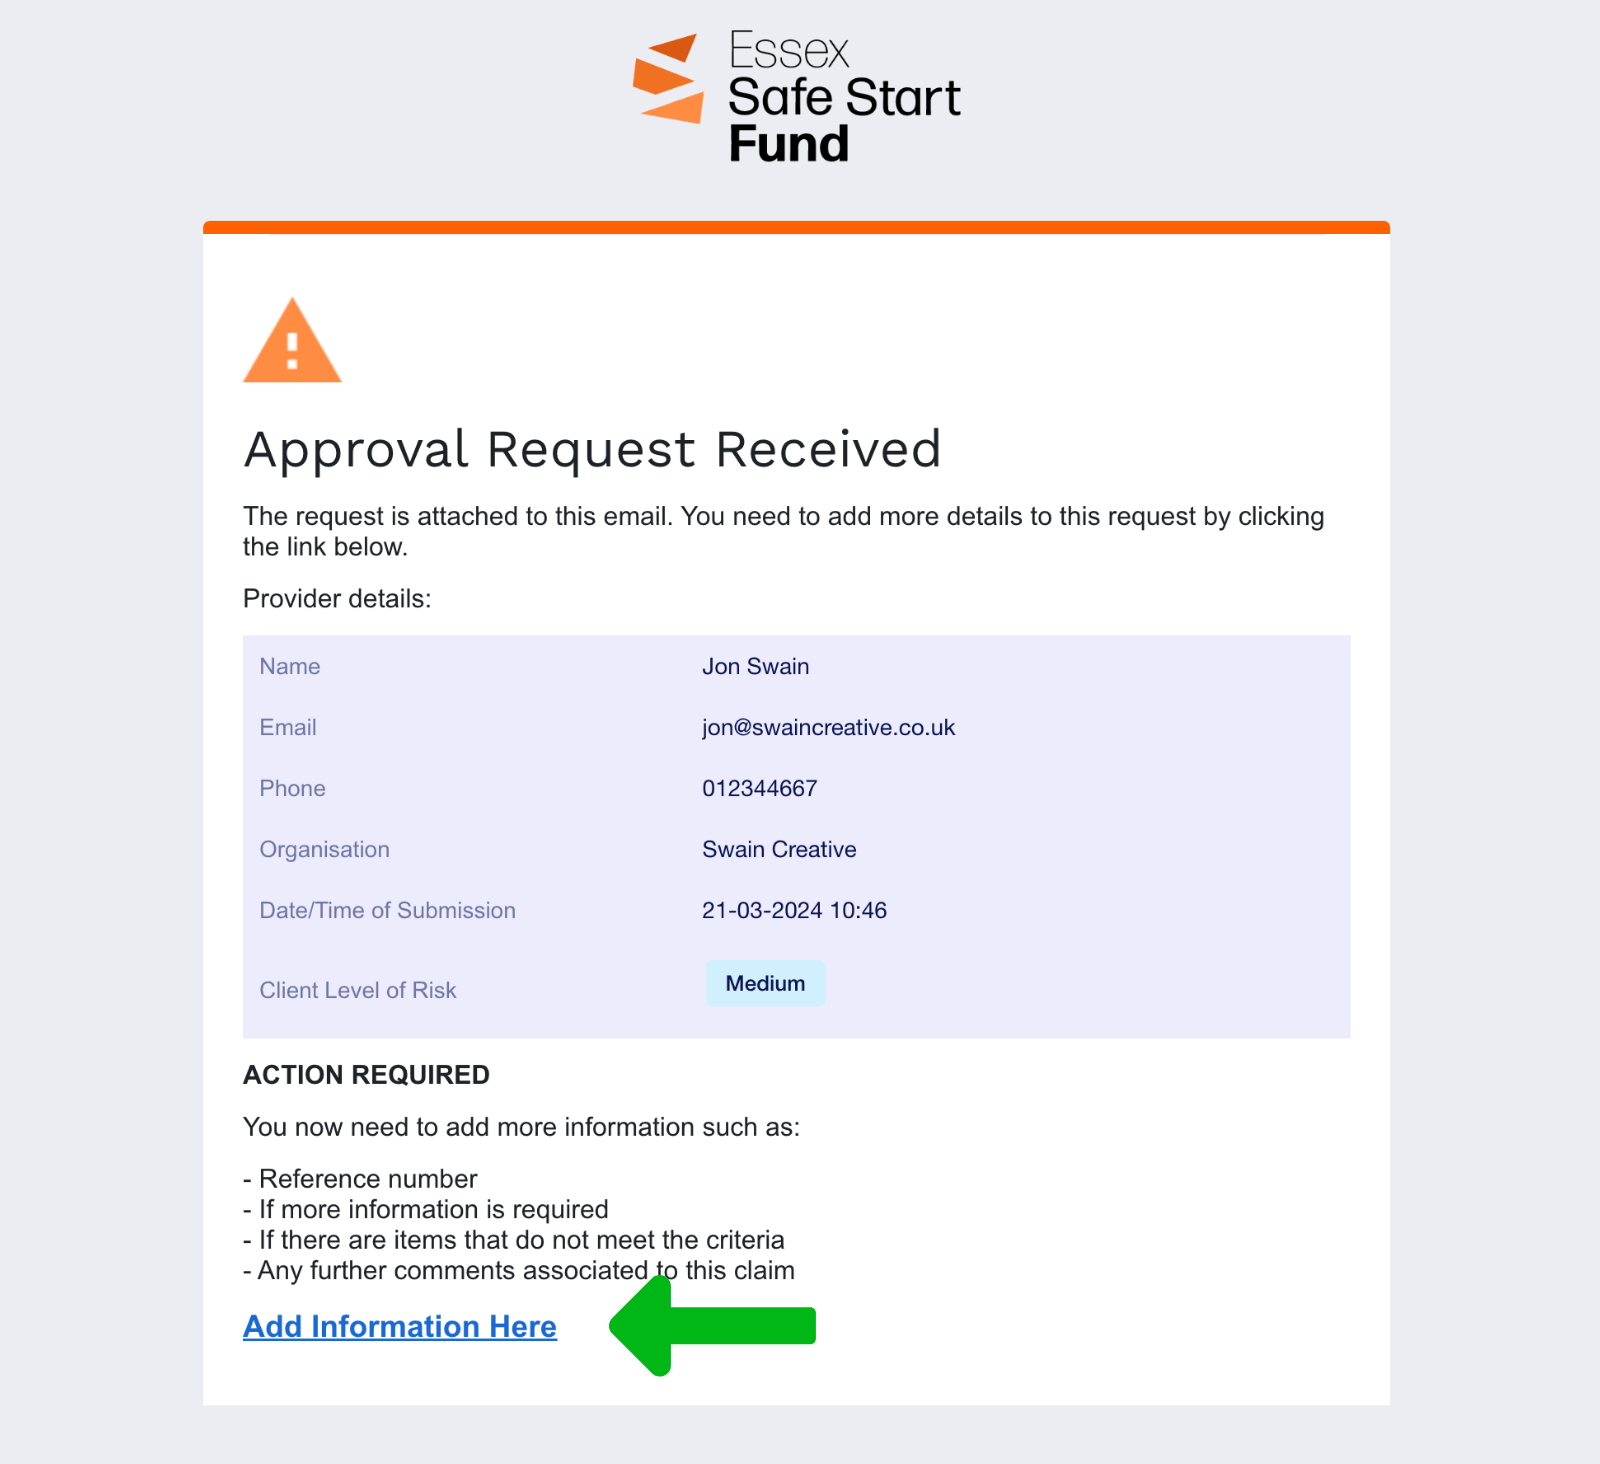 Essex
Safe Start
Fund
Approval Request Received
The request is attached to this email. You need to add more details to this request by clicking
the link below.
Provider details:
Name Jon Swain
Email jon@swaincreative.co.uk
Phone 012344667
Organisation Swain Creative
Date/Time of Submission 21-03-2024 10:46
Client Level of Risk Medium
ACTION REQUIRED
You now need to add more information such as:
- Reference number
- If more information is required
- If there are items that do not meet the criteria
- Any further comments associated to this claim
Add Information Here